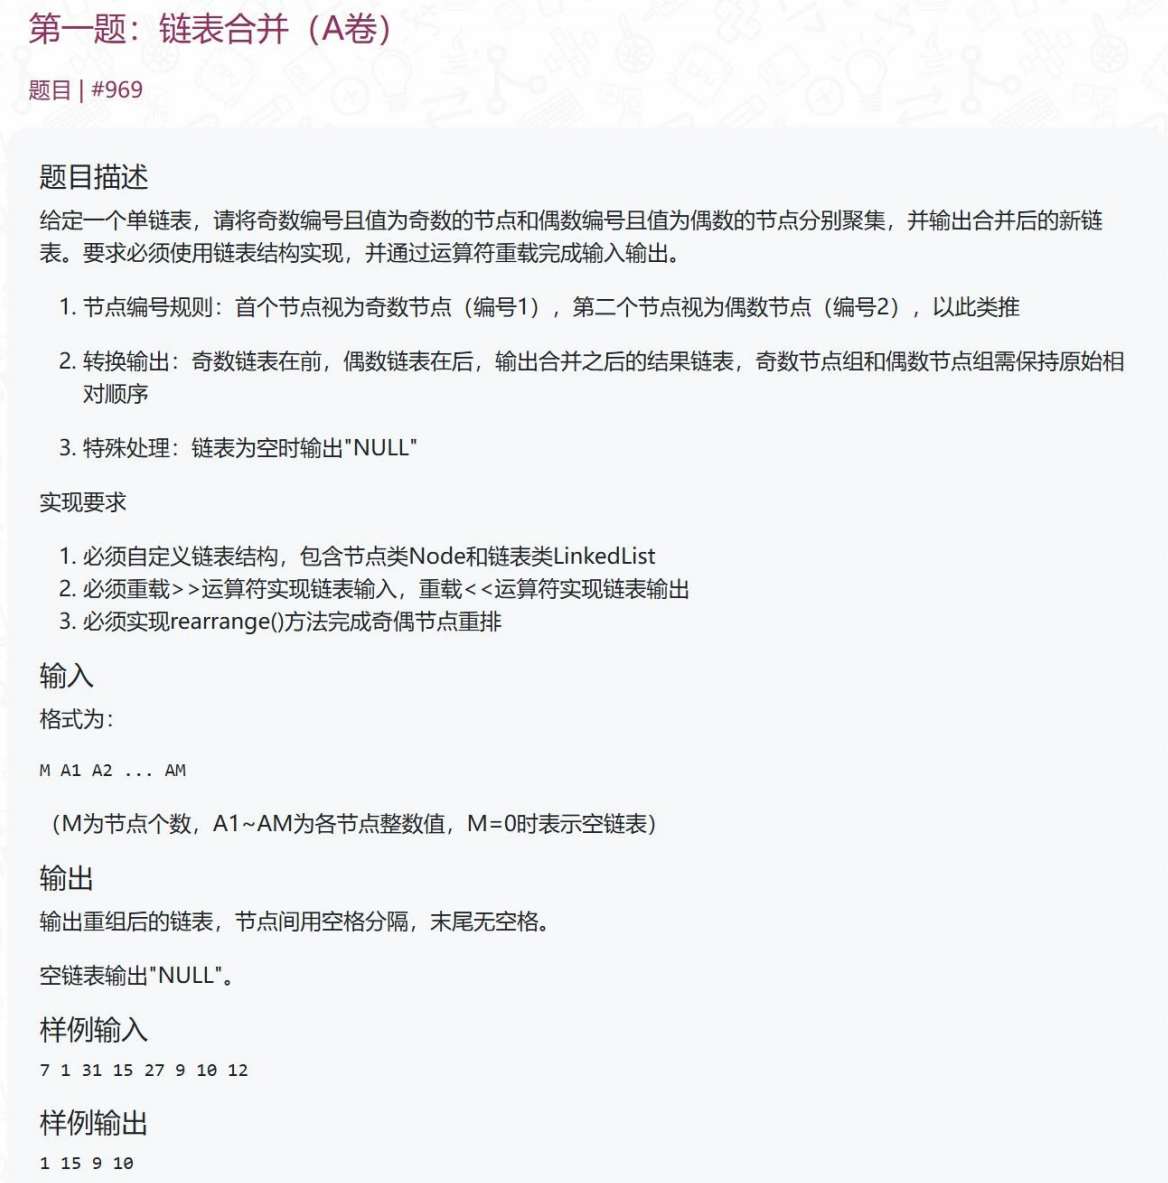 第一题：链表合并（A卷）
题目 | #969
题目描述
给定一个单链表，请将奇数编号且值为奇数的节点和偶数编号且值为偶数的节点分别聚集，并输出合并后的新链
表。要求必须使用链表结构实现，并通过运算符重载完成输入输出。
1. 节点编号规则：首个节点视为奇数节点（编号1），第二个节点视为偶数节点（编号2），以此类推
2. 转换输出：奇数链表在前，偶数链表在后，输出合并之后的结果链表，奇数节点组和偶数节点组需保持原始相
对顺序
3. 特殊处理：链表为空时输出"NULL"
实现要求
1. 必须自定义链表结构，包含节点类Node和链表类LinkedList
2. 必须重载>>运算符实现链表输入，重载<<运算符实现链表输出
3. 必须实现rearrange()方法完成奇偶节点重排
输入
格式为：
M A1 A2 ... AM
（M为节点个数，A1~AM为各节点整数值，M=0时表示空链表）
输出
输出重组后的链表，节点间用空格分隔，末尾无空格。
空链表输出"NULL"。
样例输入
7 1 31 15 27 9 10 12
样例输出
1 15 9 10